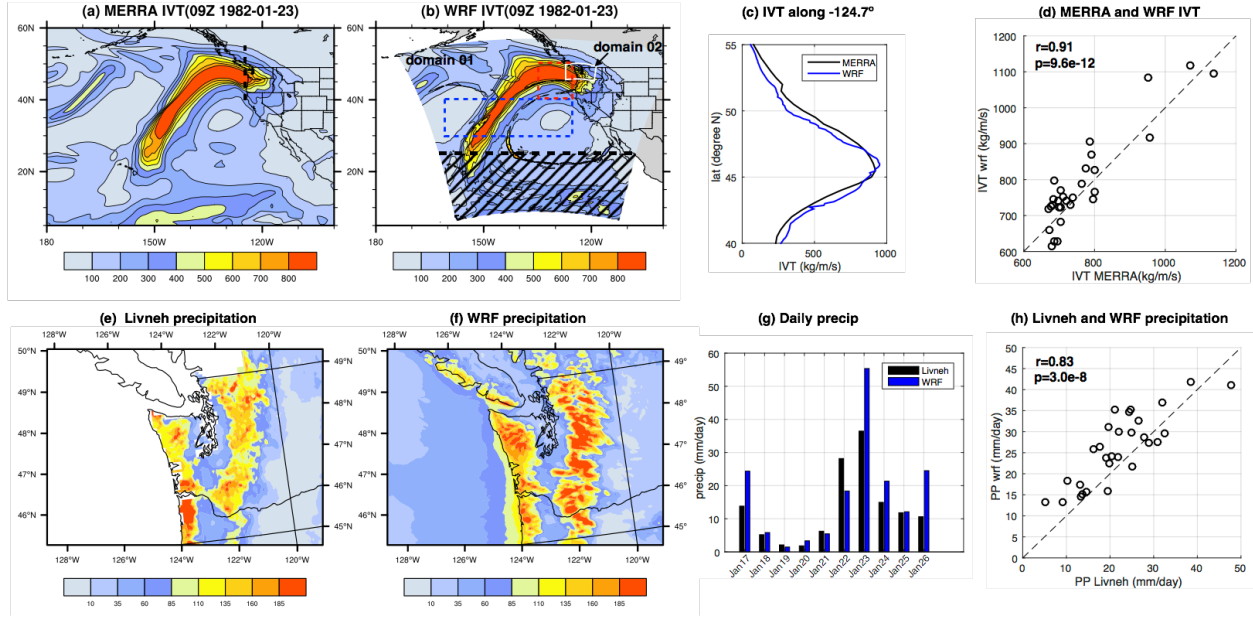 (a) MERRA IVT(09Z 1982-01-23)
60N
40N
20N
180
150W
120W
100 200 300 400 500 600 700 800
(b) WRF IVT(09Z 1982-01-23)
domain 01
domain 02
60N
40N
20N
180
150W
120W
100 200 300 400 500 600 700 800
(c) IVT along -124.7º
MERRA
WRF
lat (degree N)
55
50
45
40
0 500 1000
IVT (kg/m/s)
(d) MERRA and WRF IVT
r=0.91
p=9.6e-12
IVT wrf (kg/m/s)
1200
1100
1000
900
800
700
600
600 800 1000 1200
IVT MERRA(kg/m/s)
(e) Livneh precipitation
128°W 126°W 124°W 122°W 120°W
50°N
49°N
48°N
47°N
46°N
49°N
48°N
47°N
46°N
45°N
128°W 126°W 124°W 122°W 120°W
10 35 60 85 110 135 160 185
(f) WRF precipitation
128°W 126°W 124°W 122°W 120°W
50°N
49°N
48°N
47°N
46°N
49°
48°N
47°N
46°N
45°
128°W 126°W 124°W 122°W 120°W
10 35 60 85 110 135 160 185
(g) Daily precip
Livneh
WRF
precip (mm/day)
60
50
40
30
20
10
0
Jan17 Jan18 Jan19 Jan20 Jan21 Jan22 Jan23 Jan24 Jan25 Jan26
(h) Livneh and WRF precipitation
r=0.83
p=3.0e-8
PP wrf (mm/day)
50
45
40
35
30
25
20
15
10
5
0
0 10 20 30 40 50
PP Livneh (mm/day)